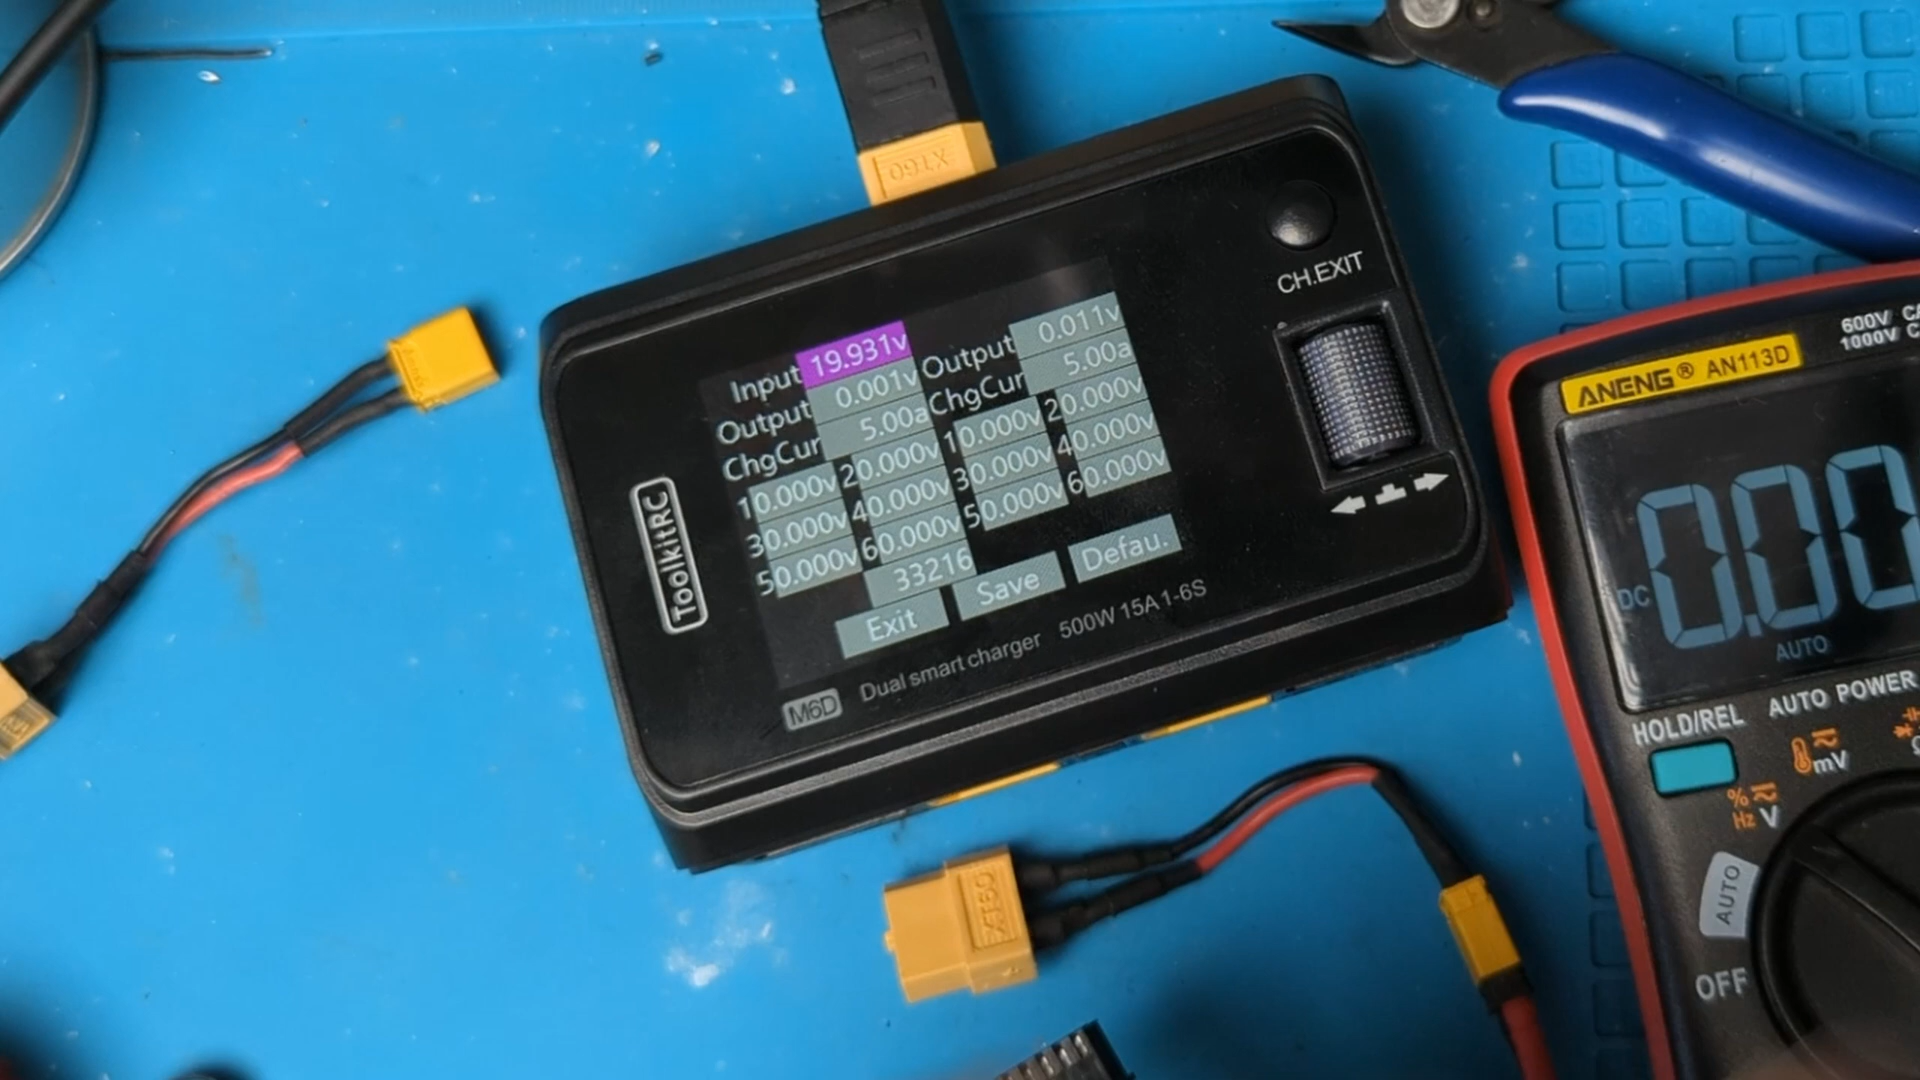 XT60
CH.EXIT
Input 19.931v Output 0.011v
Output 0.001v ChgCur 5.00a
ChgCur 5.00a 10.000v 20.000v
10.000v 20.000v 30.000v 40.000v
30.000v 40.000v 50.000v 60.000v
50.000v 60.000v
33216
Exit Save Defau.
ToolkitRC
M6D Dual smart charger 500W 15A 1-6S
600V
1000V
ANENG® AN113D
0.00
DC
AUTO
HOLD/REL AUTO POWER
mV
%
Hz V
AUTO
OFF
XT60